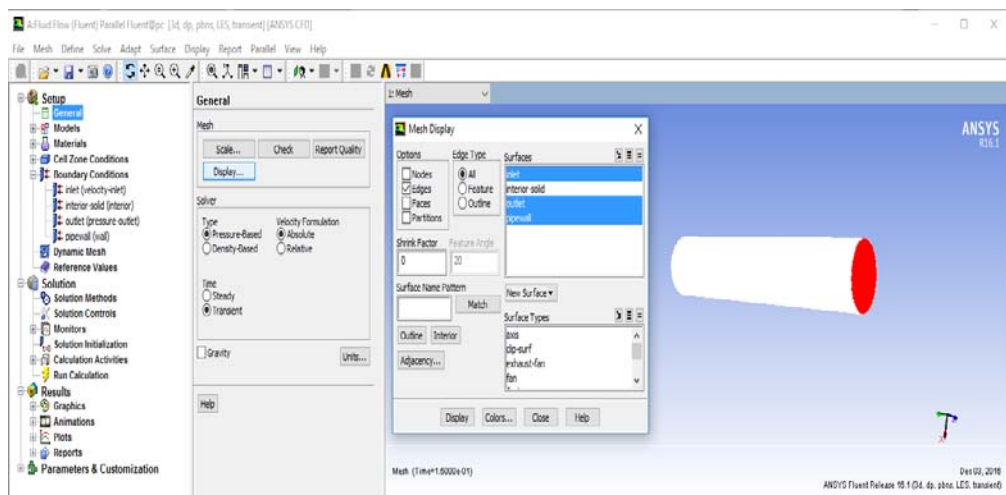 A:Fluid Flow (Fluent) Parallel Fluent@pc [3d, dp, pbns, LES, transient] [ANSYS CFD]
File Mesh Define Solve Adapt Surface Display Report Parallel View Help
Setup
General
Models
Materials
Cell Zone Conditions
Boundary Conditions
inlet (velocity-inlet)
interior-solid (interior)
outlet (pressure-outlet)
pipewall (wall)
Dynamic Mesh
Reference Values
Solution
Solution Methods
Solution Controls
Monitors
Solution Initialization
Calculation Activities
Run Calculation
Results
Graphics
Animations
Plots
Reports
Parameters & Customization
General
Mesh
Scale... Check Report Quality
Display...
Solver
Type Velocity Formulation
Pressure-Based Absolute
Density-Based Relative
Time
Steady
Transient
Gravity Units...
Help
1: Mesh
Mesh Display X
Options Edge Type Surfaces
Nodes All inlet
Edges Feature interior-solid
Faces Outline outlet
Partitions pipewall
Shrink Factor Feature Angle
0 20
Surface Name Pattern
Match New Surface
Surface Types
Outline Interior axis
clip-surf
Adjacency... exhaust-fan
fan
Display Colors... Close Help
ANSYS
R16.1
X
Mesh (Time=1.6000e-01)
Des 03, 2016
ANSYS Fluent Release 16.1 (3d, dp, pbns, LES, transient)